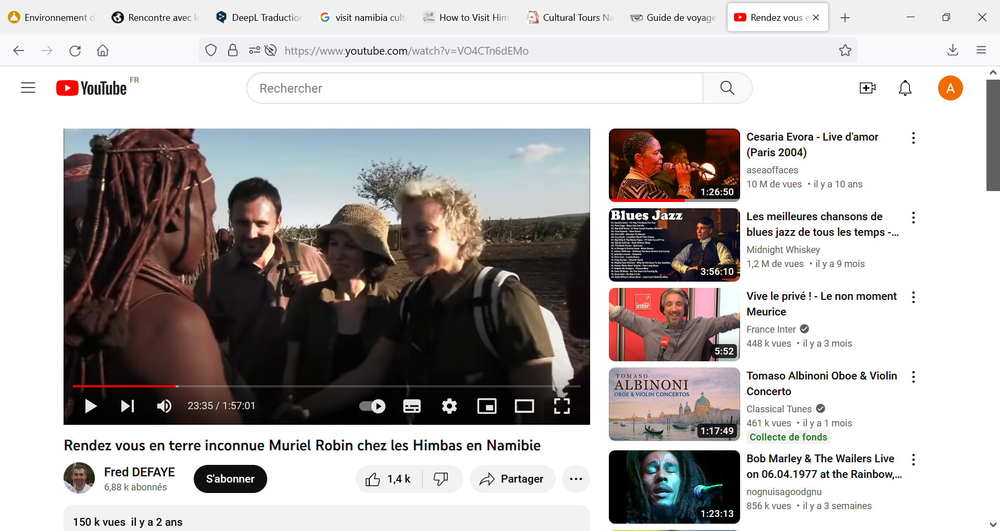 Environnement d
Rencontre avec le
DeepL Traduction
visit namibia cult
How to Visit Him
Cultural Tours Na
Guide de voyage
Rendez vous e
https://www.youtube.com/watch?v=VO4CTn6dEMo
YouTube FR
Rechercher
A
23:35 / 1:57:01
Rendez vous en terre inconnue Muriel Robin chez les Himbas en Namibie
Fred DEFAYE
6,88 k abonnés
S'abonner
1,4 k
Partager
150 k vues il y a 2 ans
1:26:50
Cesaria Evora - Live d'amor
(Paris 2004)
aseaoffaces
10 M de vues • il y a 10 ans
Blues Jazz
3:56:10
Les meilleures chansons de
blues jazz de tous les temps -...
Midnight Whiskey
1,2 M de vues • il y a 9 mois
inter
5:52
Vive le privé ! - Le non moment
Meurice
France Inter
448 k vues • il y a 3 mois
TOMASO
ALBINONI
OBOE & VIOLIN CONCERTOS
1:17:49
Tomaso Albinoni Oboe & Violin
Concerto
Classical Tunes
461 k vues • il y a 1 mois
Collecte de fonds
1:23:13
Bob Marley & The Wailers Live
on 06.04.1977 at the Rainbow,...
nognuisagoodgnu
856 k vues • il y a 3 semaines